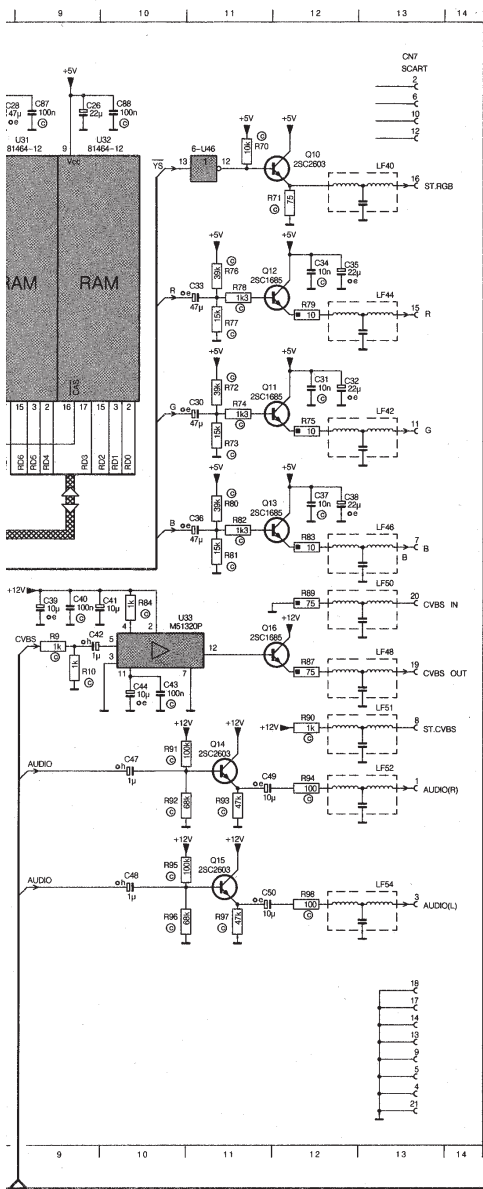 9 10 11 12 13 14
CN7
SCART
2
6
10
12
+5V
C28 C87 C26 C88
47µ 100n 22µ 100n
U31 U32
81464-12 9 81464-12
Vcc
RAM RAM
CAS
15 3 2 16 17 15 3 2
RD6 RD5 RD4 RD3 RD2 RD1 RD0
+5V +5V
10k R70
6-U46
YS 13 1 12
Q10
2SC2603
R71 75
LF40
16 ST.RGB
+5V +5V
39k R76
C34 10n C35 22µ
Q12
2SC1685
R C33 47µ
R78 1k3
15k R77
R79 10
LF44
15 R
+5V +5V
39k R72
C31 10n C32 22µ
Q11
2SC1685
G C30 47µ
R74 1k3
15k R73
R75 10
LF42
11 G
+5V +5V
39k R80
C37 10n C38 22µ
Q13
2SC1685
B C36 47µ
R82 1k3
15k R81
R83 10
LF46
7 B
B
LF50
R89 75
20 CVBS IN
+12V
C39 10µ C40 100n C41 10µ R84 1k
4 2
U33
M51320P
CVBS R9 1k C42 1µ
R10 1k
5 3 12
11 7
C44 10µ C43 100n
+12V
Q16
2SC1685
R87 75
LF48
19 CVBS OUT
+12V R90 1k
LF51
8 ST.CVBS
+12V +12V
R91 100k
Q14
2SC2603
AUDIO C47 1µ
R92 68k R93 47k
C49 10µ
R94 100
LF52
1 AUDIO(R)
+12V +12V
R95 100k
Q15
2SC2603
AUDIO C48 1µ
R96 68k R97 47k
C50 10µ
R98 100
LF54
3 AUDIO(L)
18
17
14
13
9
5
4
21
9 10 11 12 13 14